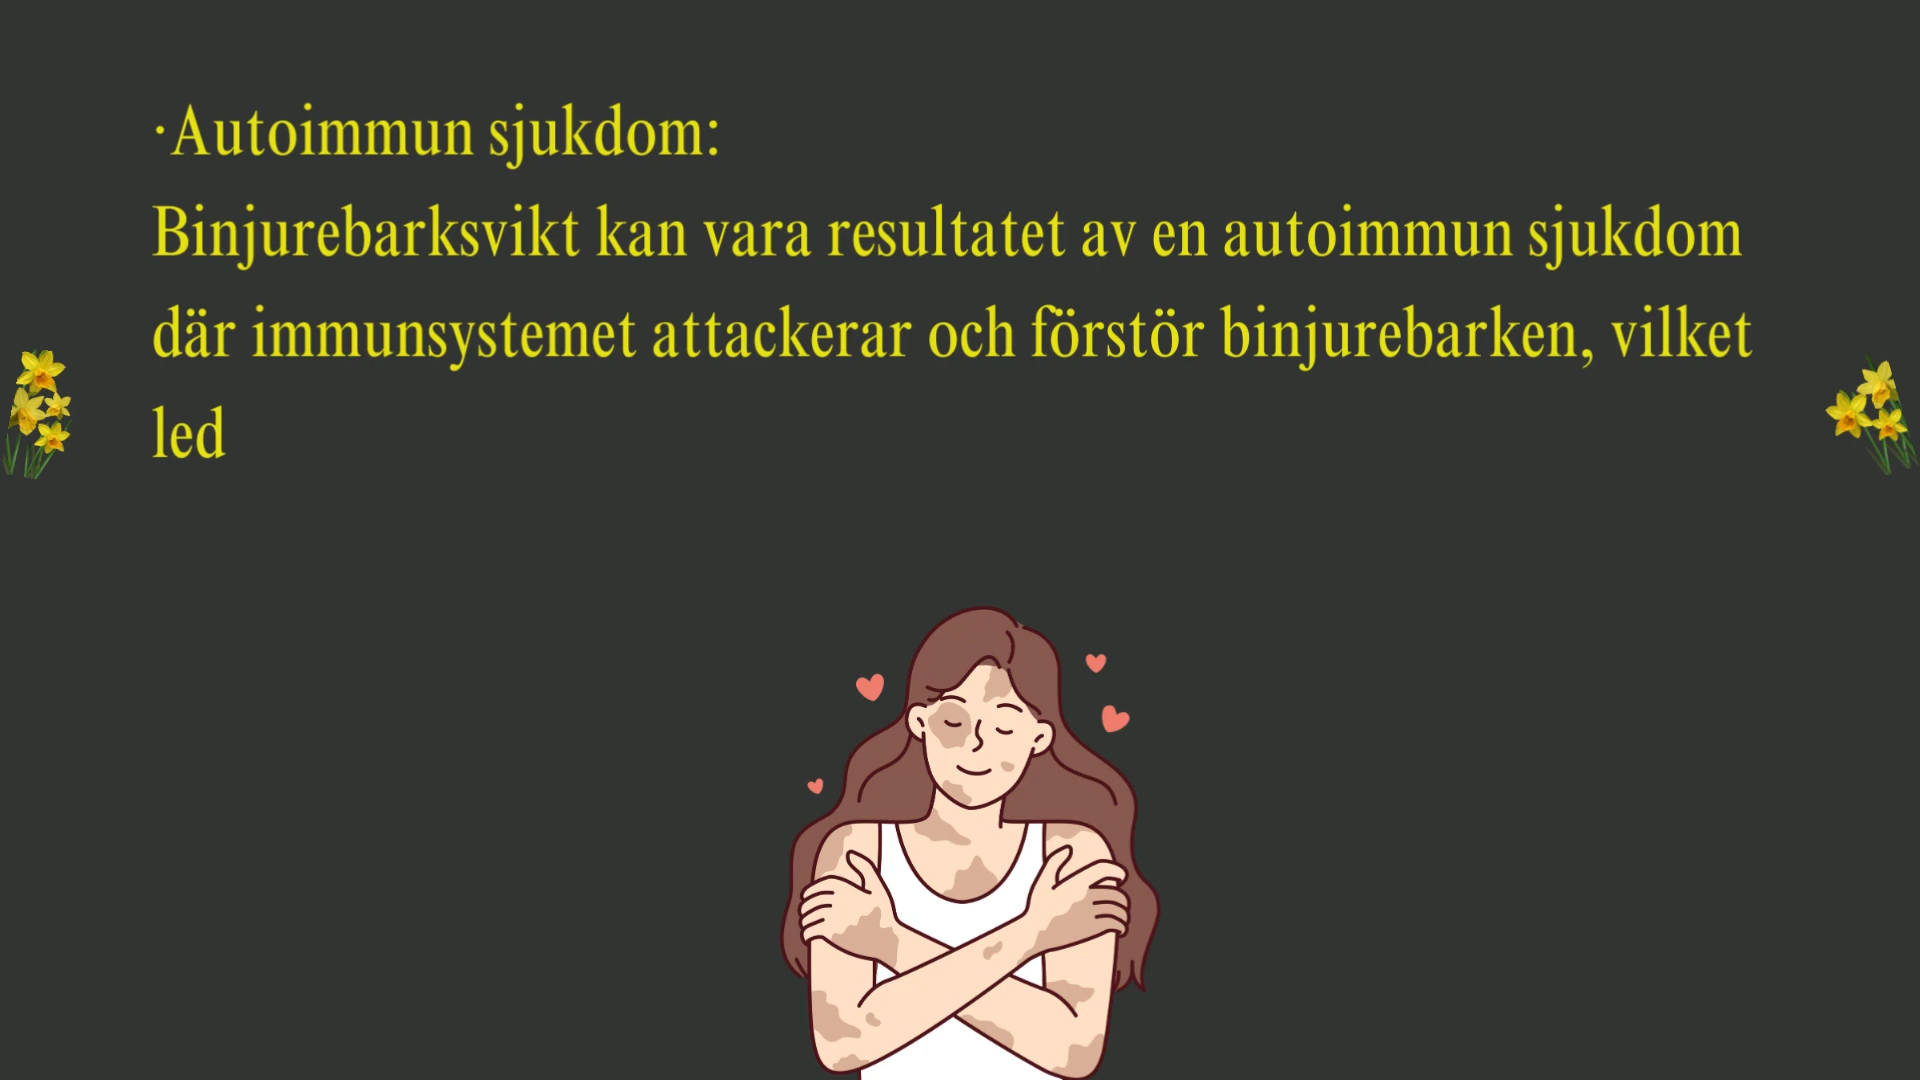 ·Autoimmun sjukdom:
Binjurebarksvikt kan vara resultatet av en autoimmun sjukdom
där immunsystemet attackerar och förstör binjurebarken, vilket
led